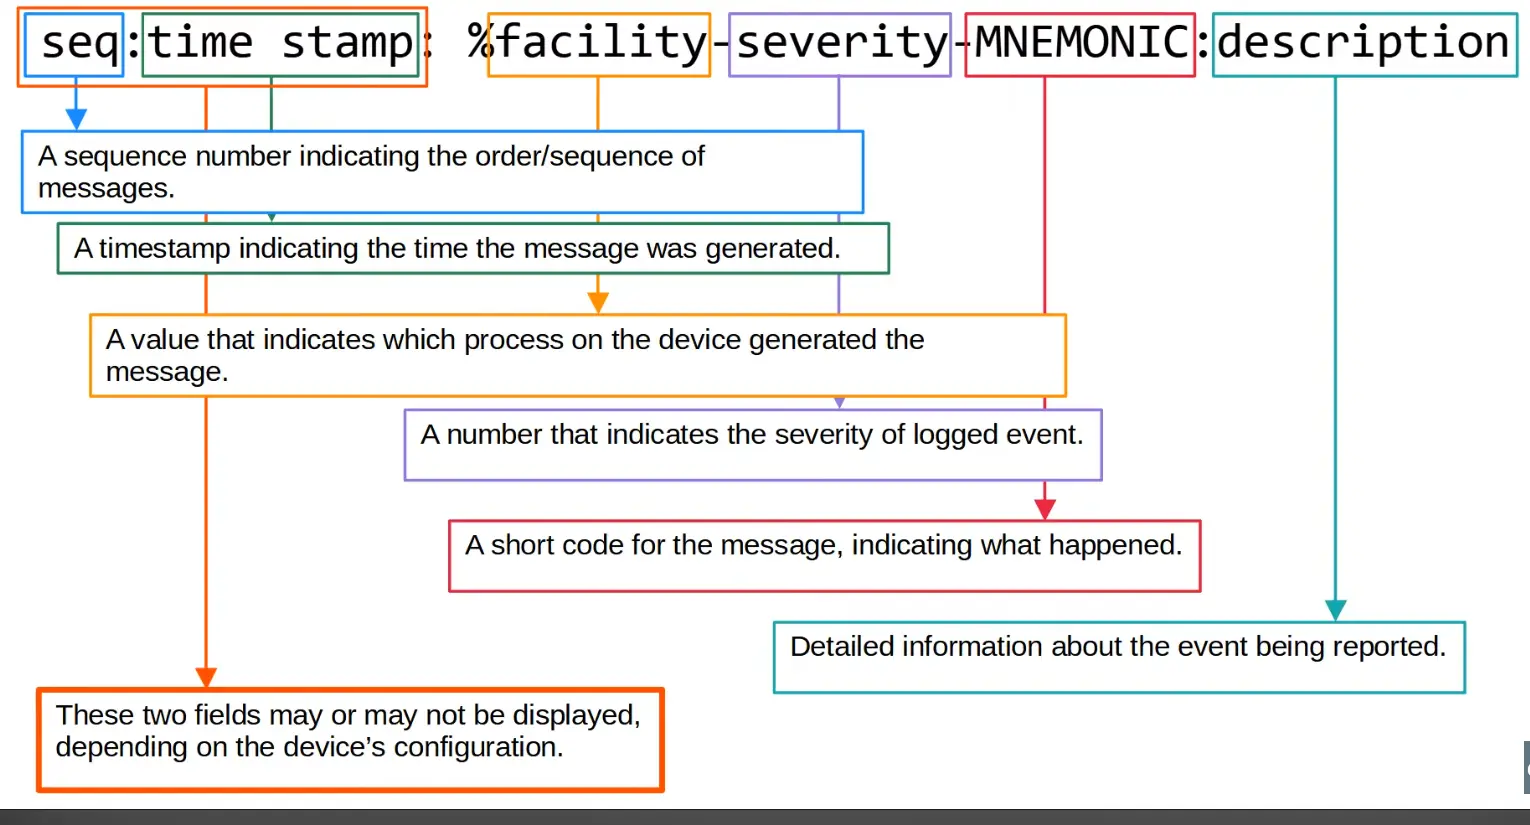 seq:time stamp: %facility-severity-MNEMONIC:description
A sequence number indicating the order/sequence of
messages.
A timestamp indicating the time the message was generated.
A value that indicates which process on the device generated the
message.
A number that indicates the severity of logged event.
A short code for the message, indicating what happened.
Detailed information about the event being reported.
These two fields may or may not be displayed,
depending on the device’s configuration.